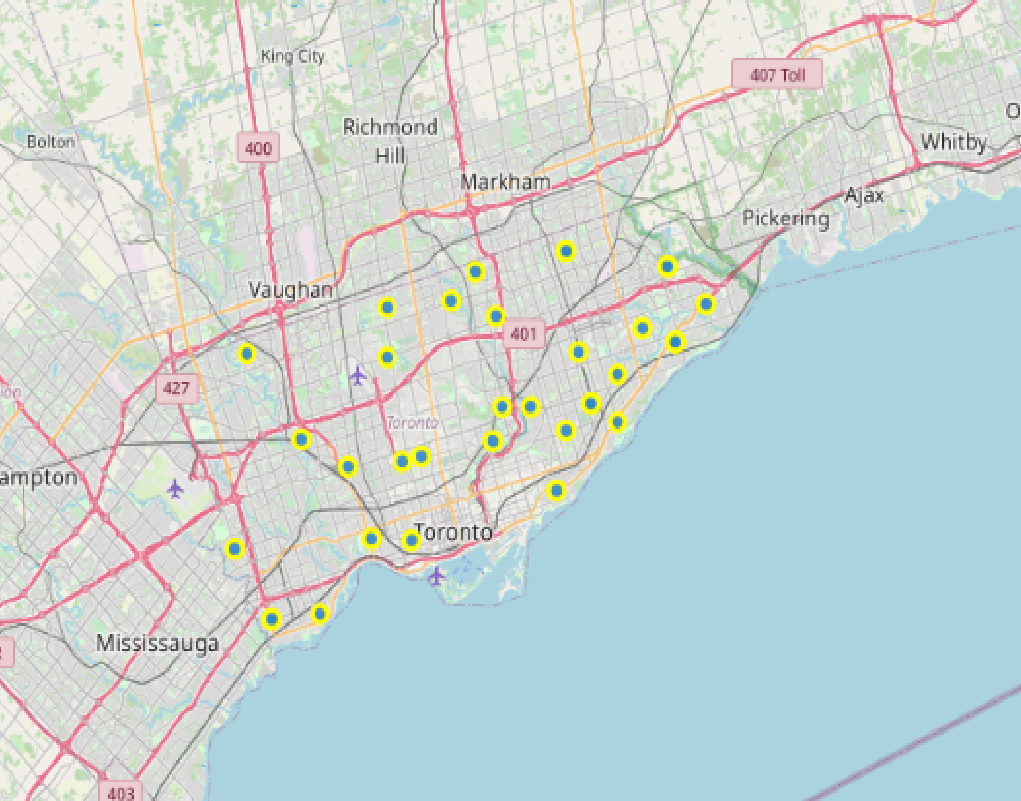 King City
407 Toll
O
Richmond
Hill
Bolton
400
Whitby
Markham
Ajax
Pickering
Vaughan
401
427
Toronto
ampton
Toronto
Mississauga
403